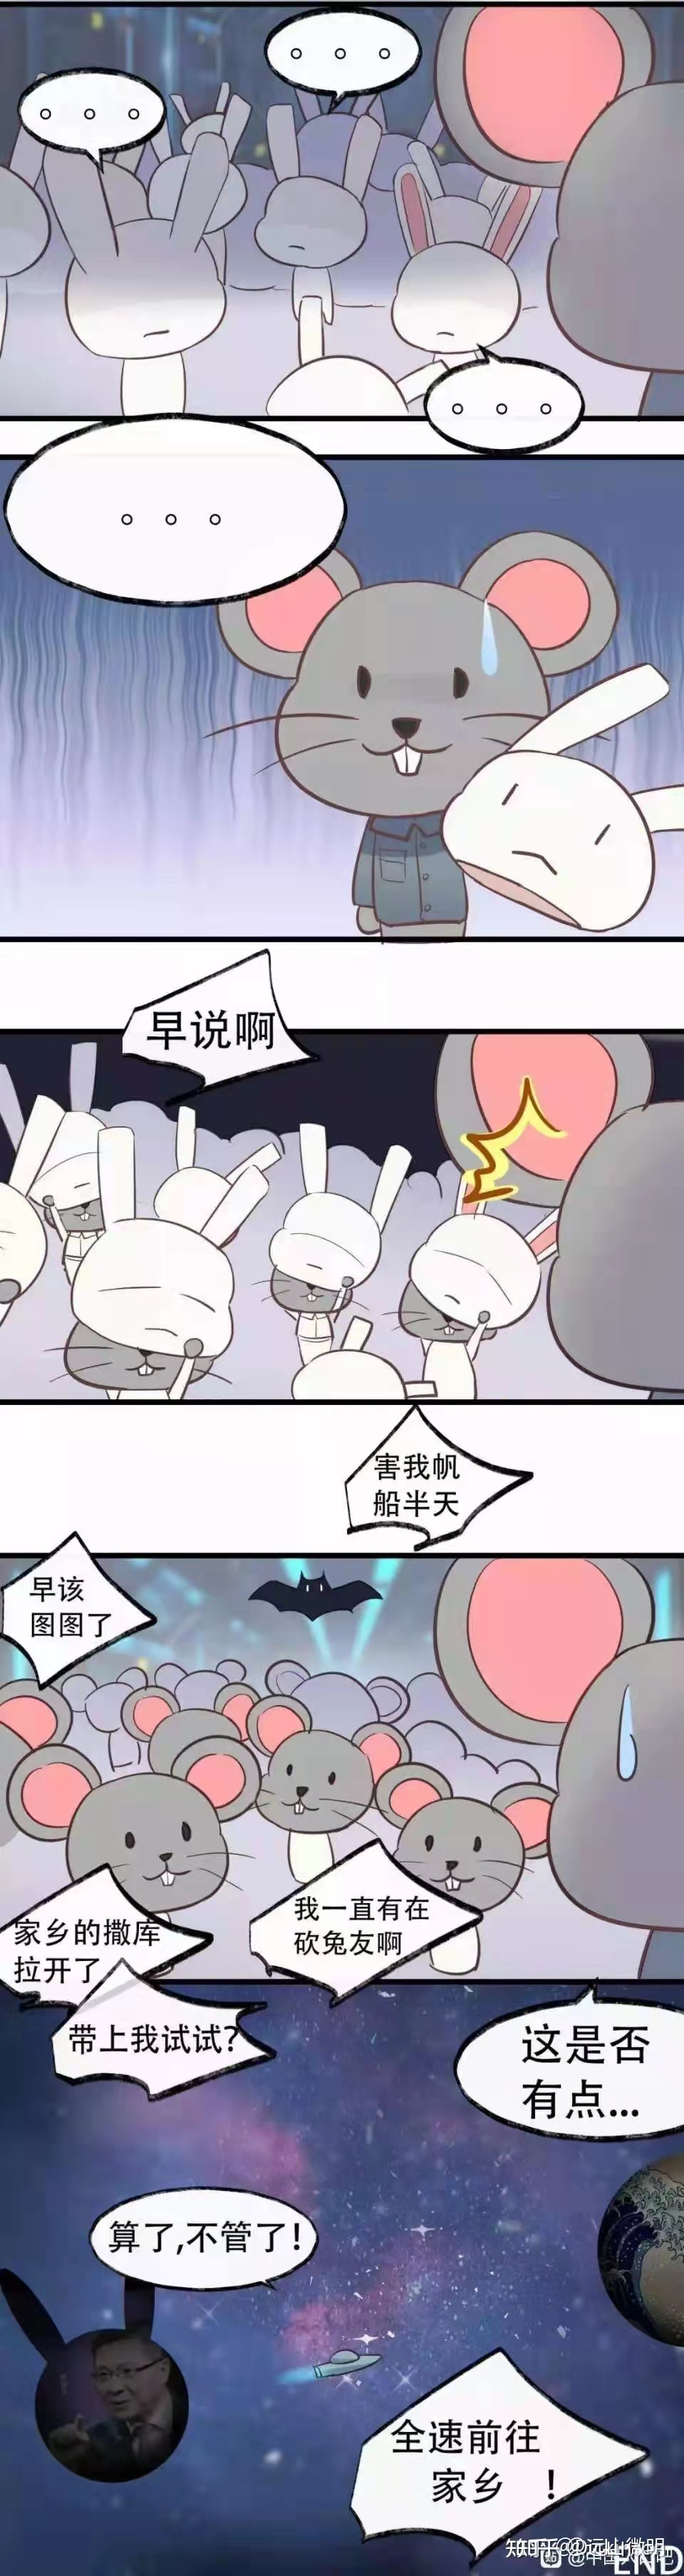 。。。
。。。
。。。
。。。
早说啊
害我帆
船半天
早该
图图了
我一直有在
砍兔友啊
家乡的撒库
拉开了
带上我试试?
这是否
有点...
算了,不管了!
全速前往
家乡 !
知乎 @远山微明
END